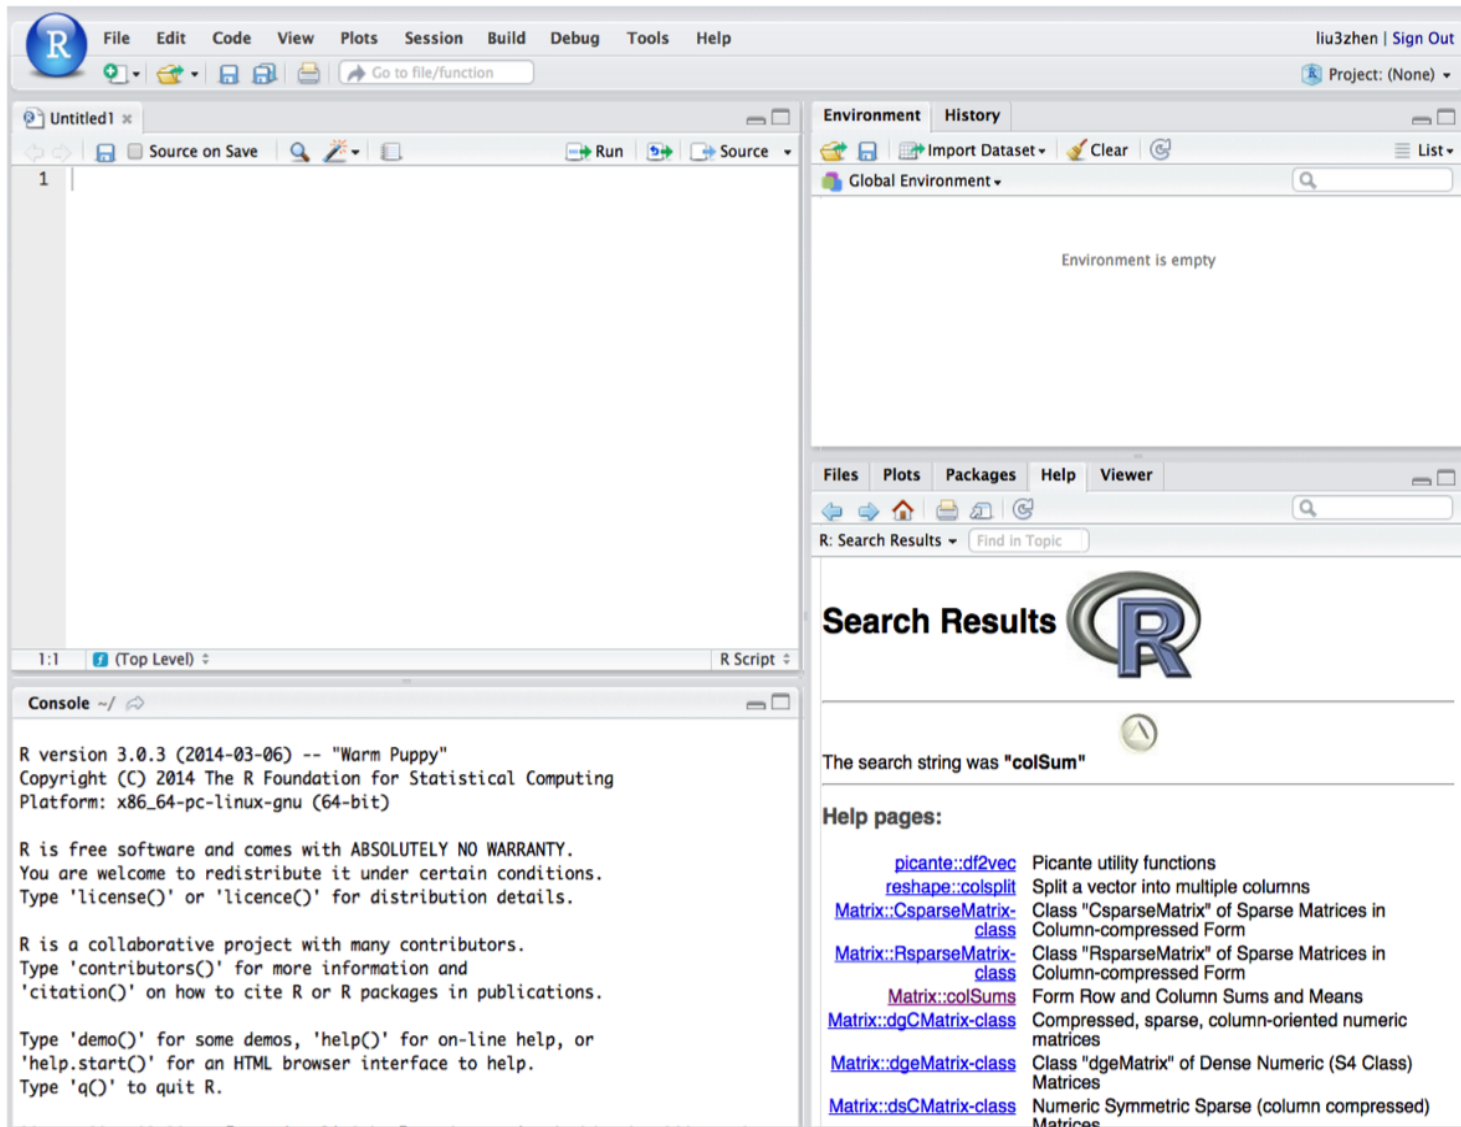 R File Edit Code View Plots Session Build Debug Tools Help liu3zhen | Sign Out
Go to file/function Project: (None)
Untitled1
Source on Save Run Source
1
1:1 (Top Level) R Script
Console ~/
R version 3.0.3 (2014-03-06) -- "Warm Puppy"
Copyright (C) 2014 The R Foundation for Statistical Computing
Platform: x86_64-pc-linux-gnu (64-bit)
R is free software and comes with ABSOLUTELY NO WARRANTY.
You are welcome to redistribute it under certain conditions.
Type 'license()' or 'licence()' for distribution details.
R is a collaborative project with many contributors.
Type 'contributors()' for more information and
'citation()' on how to cite R or R packages in publications.
Type 'demo()' for some demos, 'help()' for on-line help, or
'help.start()' for an HTML browser interface to help.
Type 'q()' to quit R.
Environment History
Import Dataset Clear List
Global Environment
Environment is empty
Files Plots Packages Help Viewer
R: Search Results Find in Topic
Search Results R
The search string was "colSum"
Help pages:
picante::df2vec Picante utility functions
reshape::colsplit Split a vector into multiple columns
Matrix::CsparseMatrix- Class "CsparseMatrix" of Sparse Matrices in
class Column-compressed Form
Matrix::RsparseMatrix- Class "RsparseMatrix" of Sparse Matrices in
class Column-compressed Form
Matrix::colSums Form Row and Column Sums and Means
Matrix::dgCMatrix-class Compressed, sparse, column-oriented numeric
matrices
Matrix::dgeMatrix-class Class "dgeMatrix" of Dense Numeric (S4 Class)
Matrices
Matrix::dsCMatrix-class Numeric Symmetric Sparse (column compressed)
Matrices